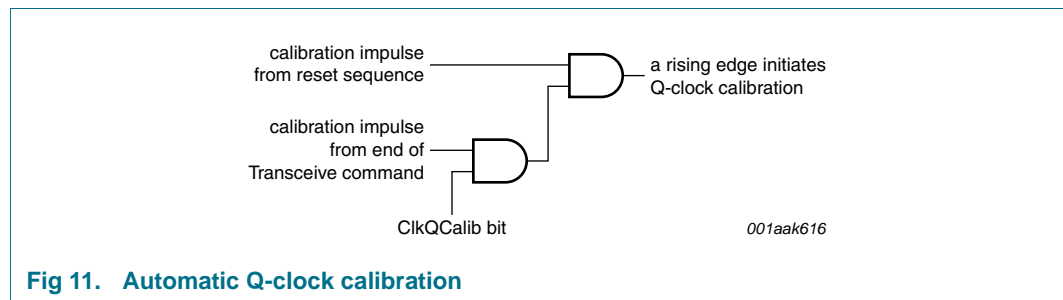 calibration impulse
from reset sequence
a rising edge initiates
Q-clock calibration
calibration impulse
from end of
Transceive command
ClkQCalib bit
001aak616
Fig 11. Automatic Q-clock calibration